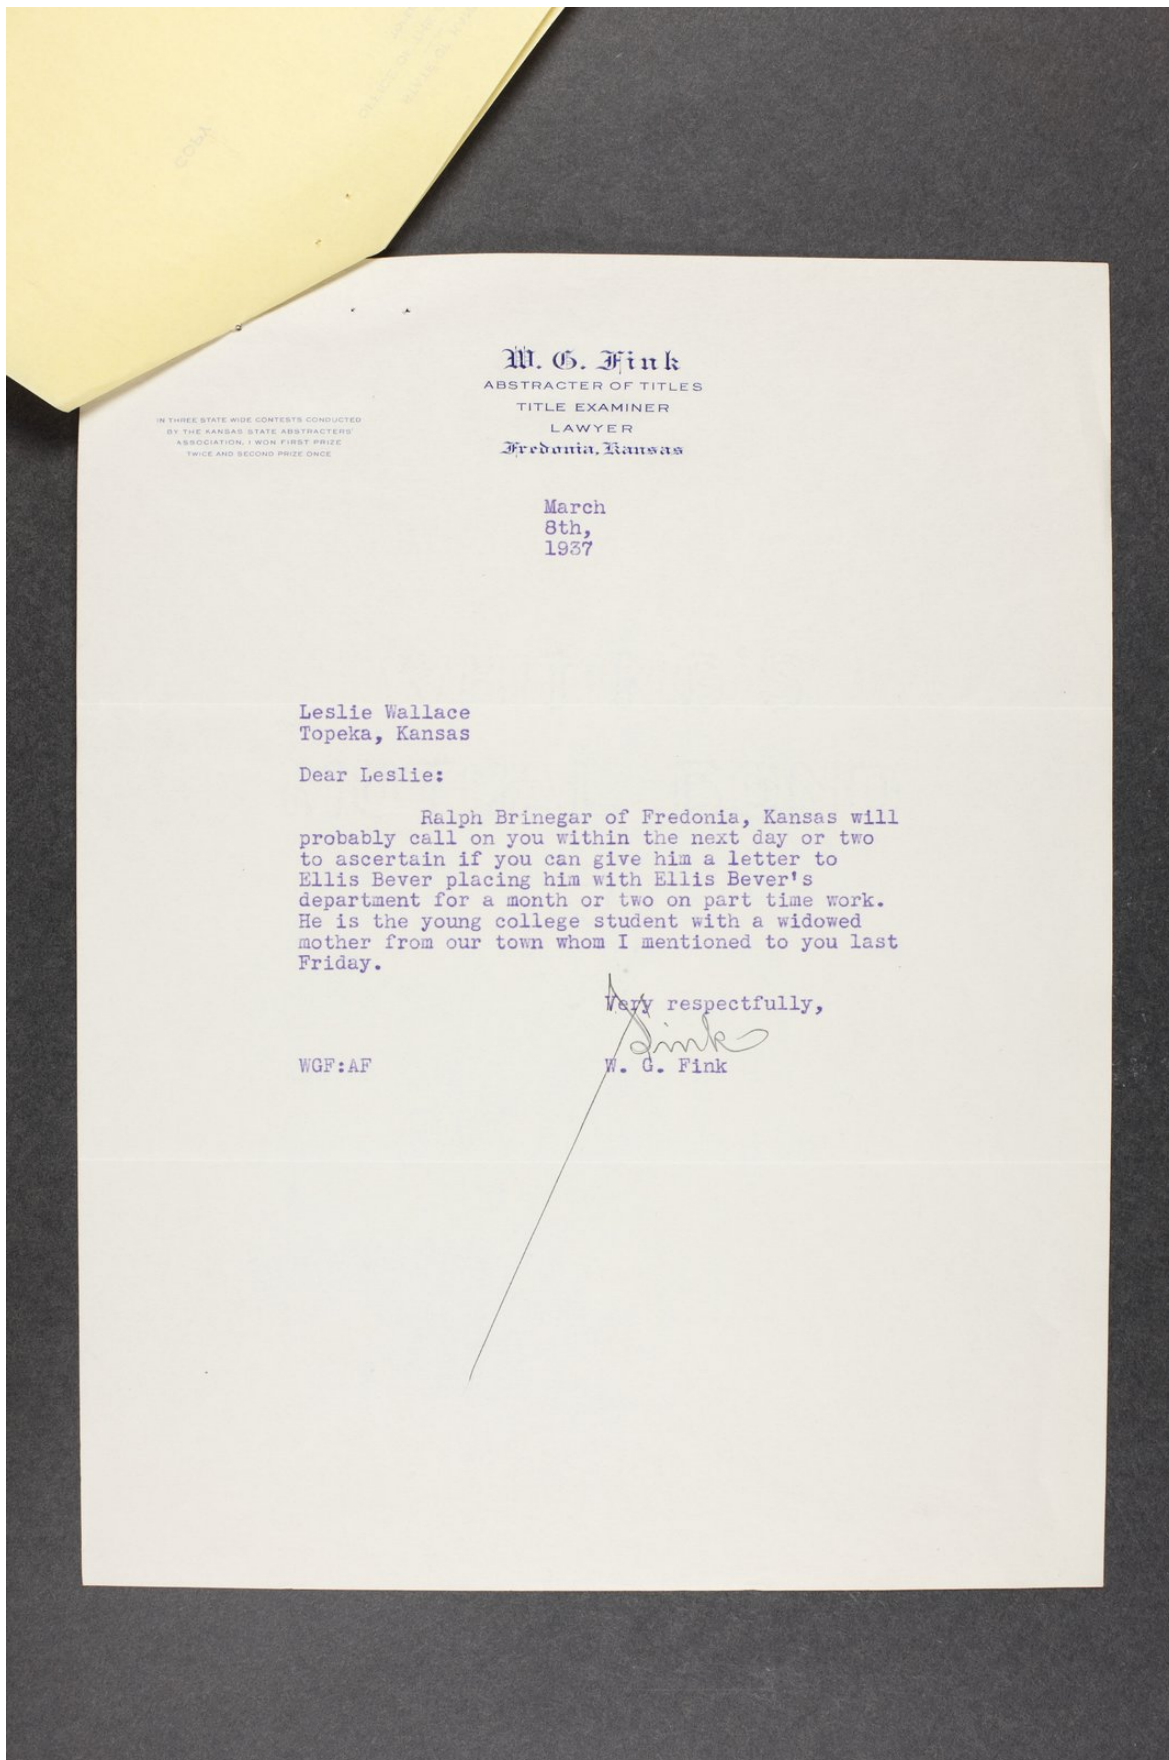 COPY
W. G. Fink
ABSTRACTER OF TITLES
TITLE EXAMINER
LAWYER
Fredonia, Kansas
IN THREE STATE WIDE CONTESTS CONDUCTED
BY THE KANSAS STATE ABSTRACTERS'
ASSOCIATION, I WON FIRST PRIZE
TWICE AND SECOND PRIZE ONCE
March
8th,
1937
Leslie Wallace
Topeka, Kansas
Dear Leslie:
Ralph Brinegar of Fredonia, Kansas will
probably call on you within the next day or two
to ascertain if you can give him a letter to
Ellis Bever placing him with Ellis Bever's
department for a month or two on part time work.
He is the young college student with a widowed
mother from our town whom I mentioned to you last
Friday.
Very respectfully,
Fink
WGF:AF W. G. Fink